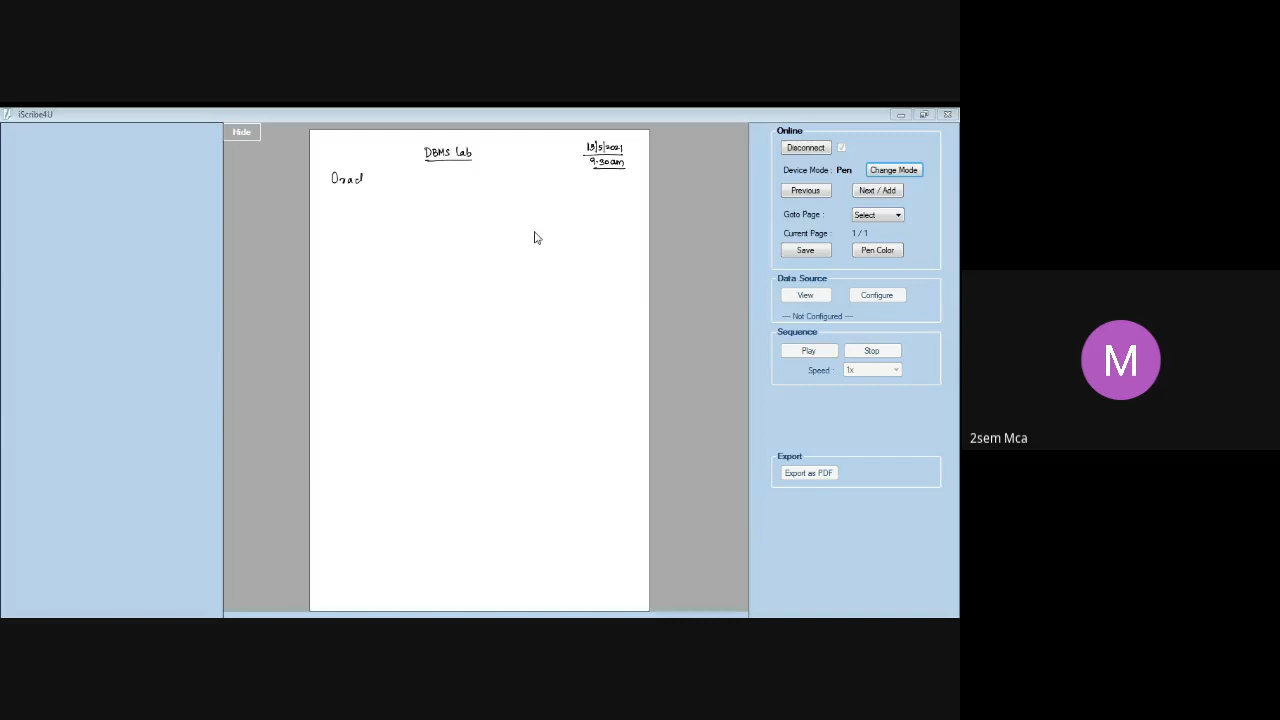 iScribe4U
Hide
DBMS lab
18/5/2021
9.30am
Oracl
Online
Disconnect
Device Mode : Pen
Change Mode
Previous
Next / Add
Goto Page :
Select
Current Page :
1 / 1
Save
Pen Color
Data Source
View
Configure
--- Not Configured ---
Sequence
Play
Stop
Speed :
1x
Export
Export as PDF
M
2sem Mca